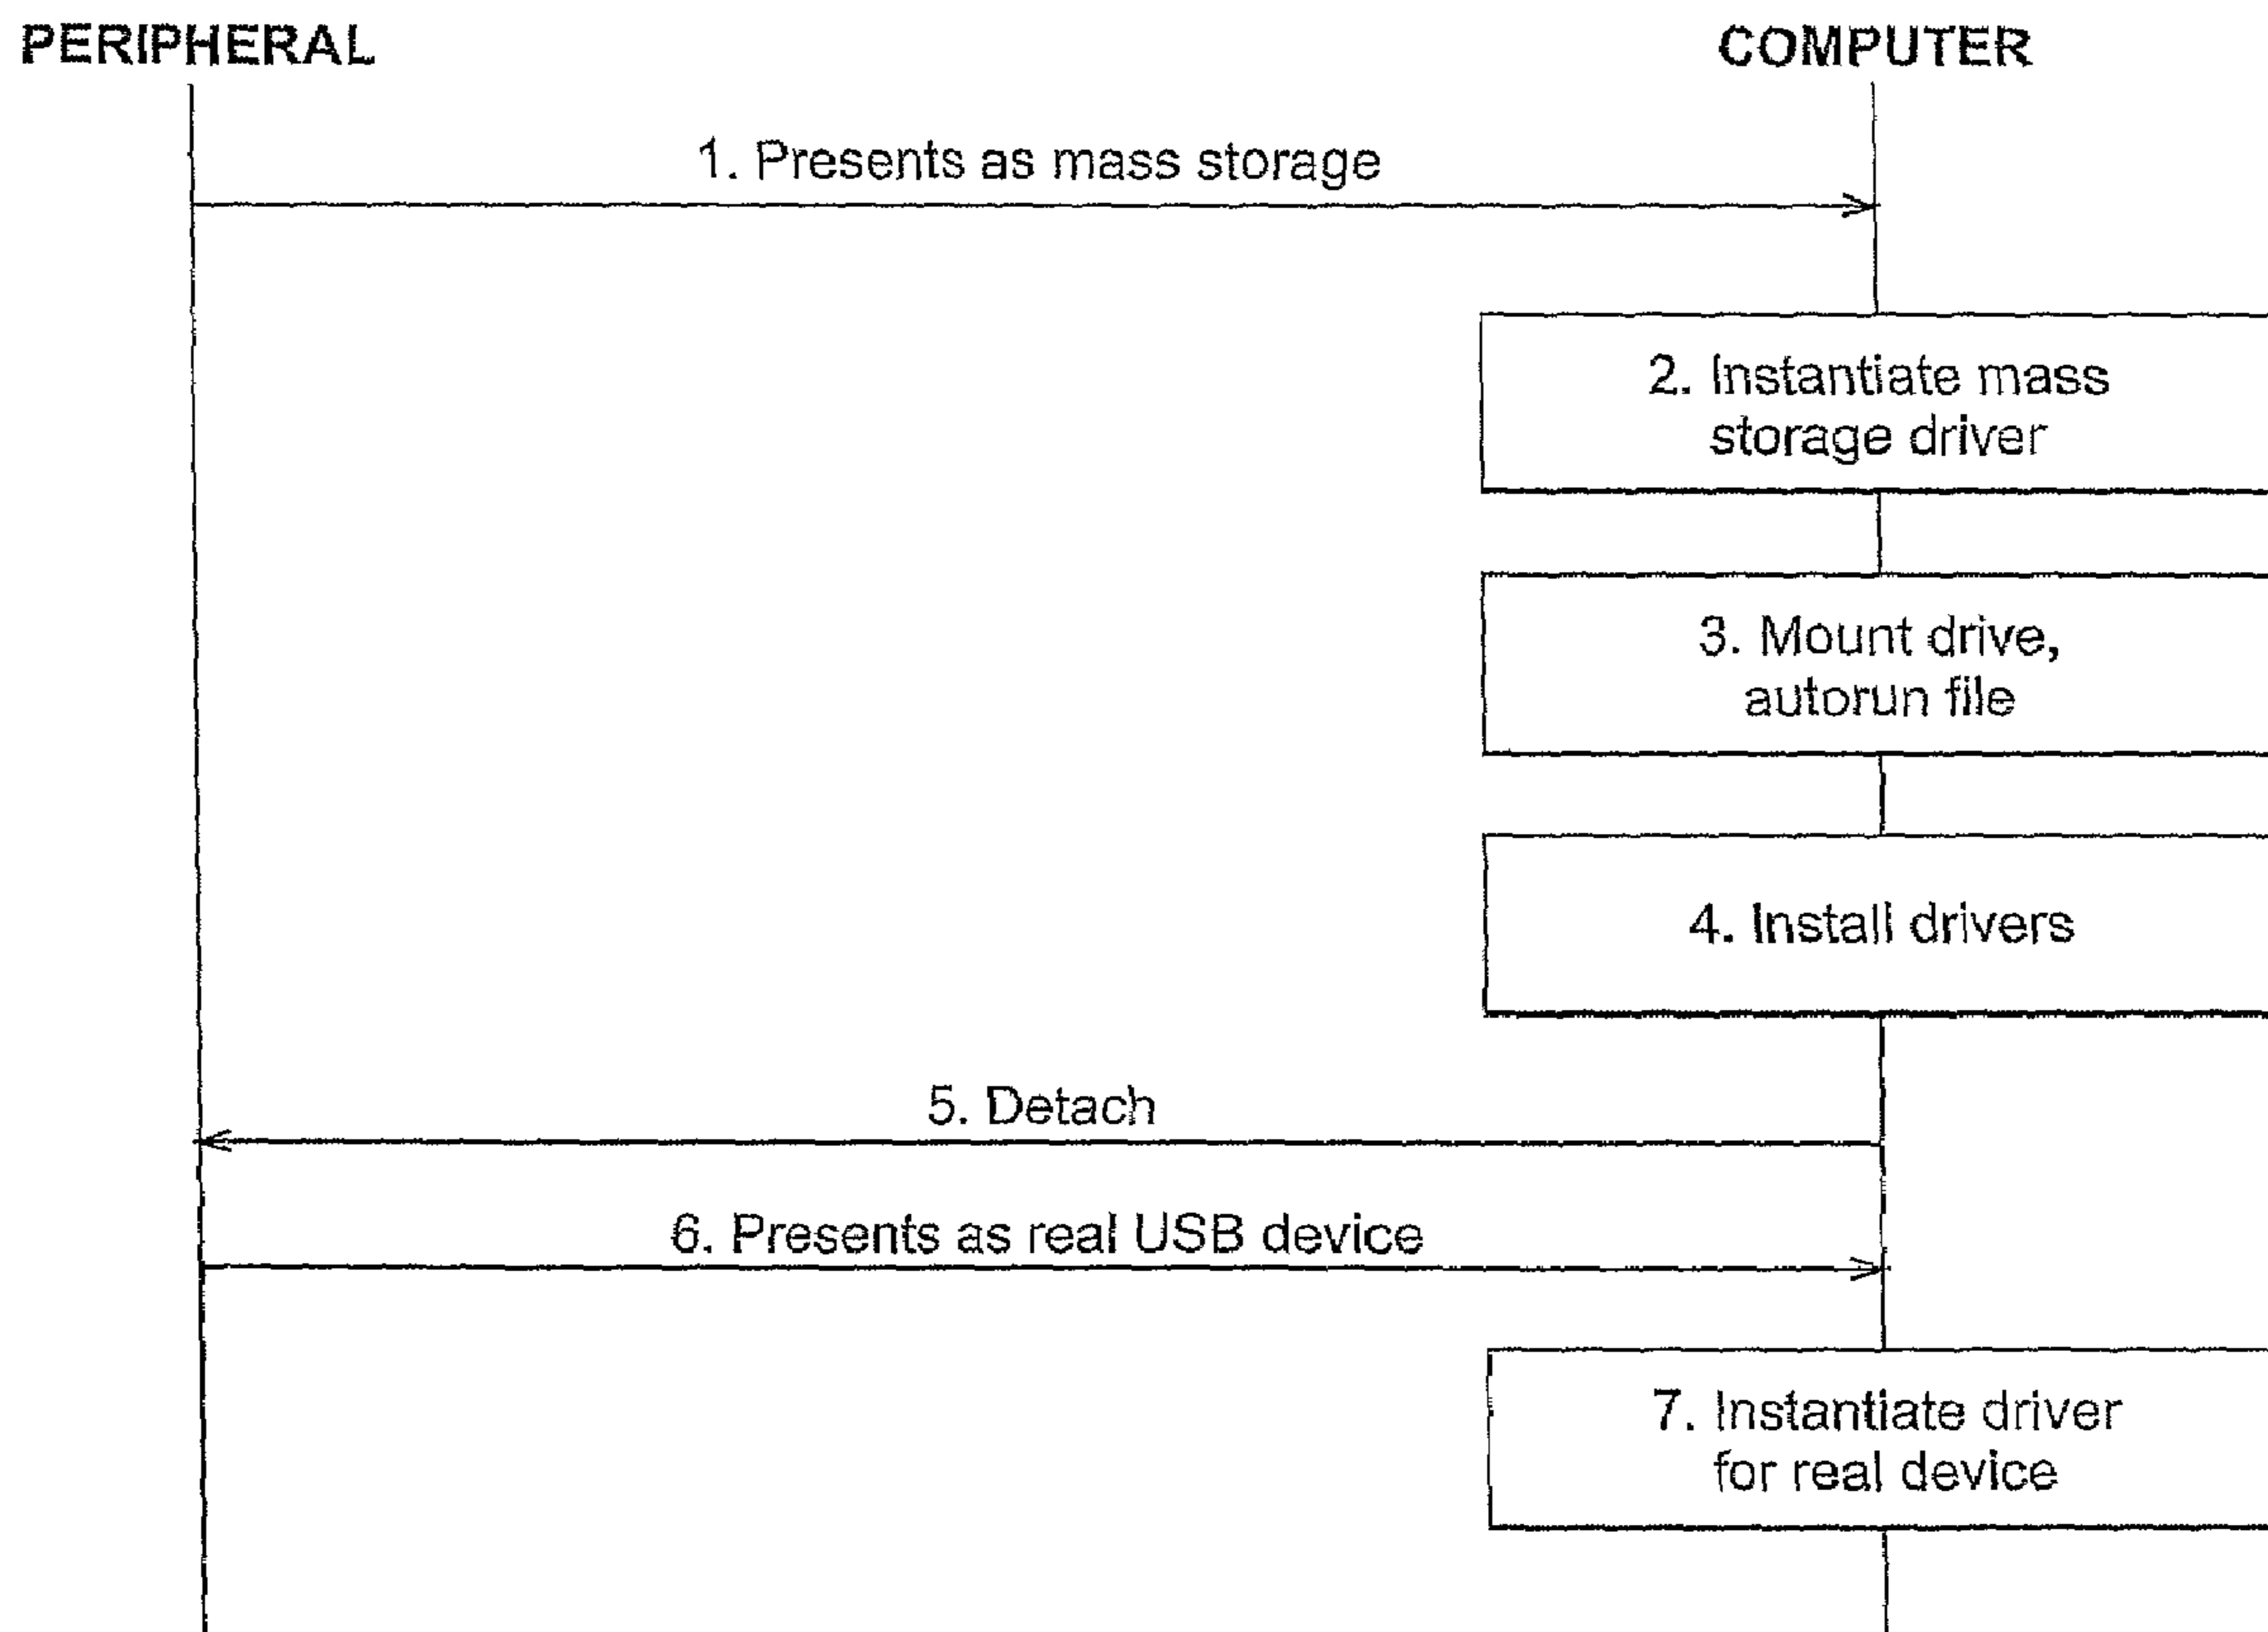 PERIPHERAL
COMPUTER
1. Presents as mass storage
2. Instantiate mass
storage driver
3. Mount drive,
autorun file
4. Install drivers
5. Detach
6. Presents as real USB device
7. Instantiate driver
for real device